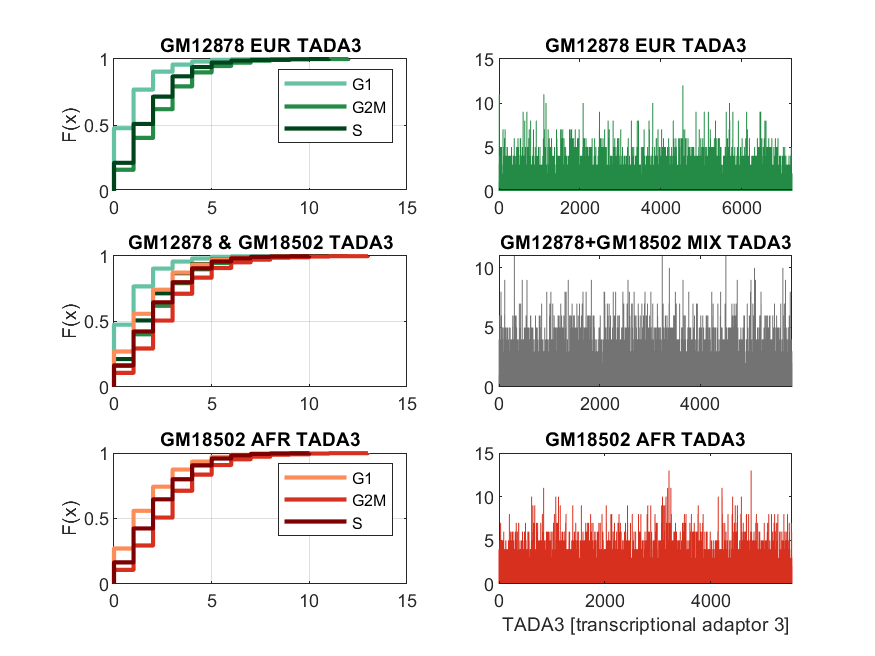 GM12878 EUR TADA3
1
0.5
0
F(x)
0 5 10 15
G1
G2M
S
GM12878 EUR TADA3
15
10
5
0
0 2000 4000 6000
GM12878 & GM18502 TADA3
1
0.5
0
F(x)
0 5 10 15
GM12878+GM18502 MIX TADA3
10
5
0
0 2000 4000
GM18502 AFR TADA3
1
0.5
0
F(x)
0 5 10 15
G1
G2M
S
GM18502 AFR TADA3
15
10
5
0
0 2000 4000
TADA3 [transcriptional adaptor 3]